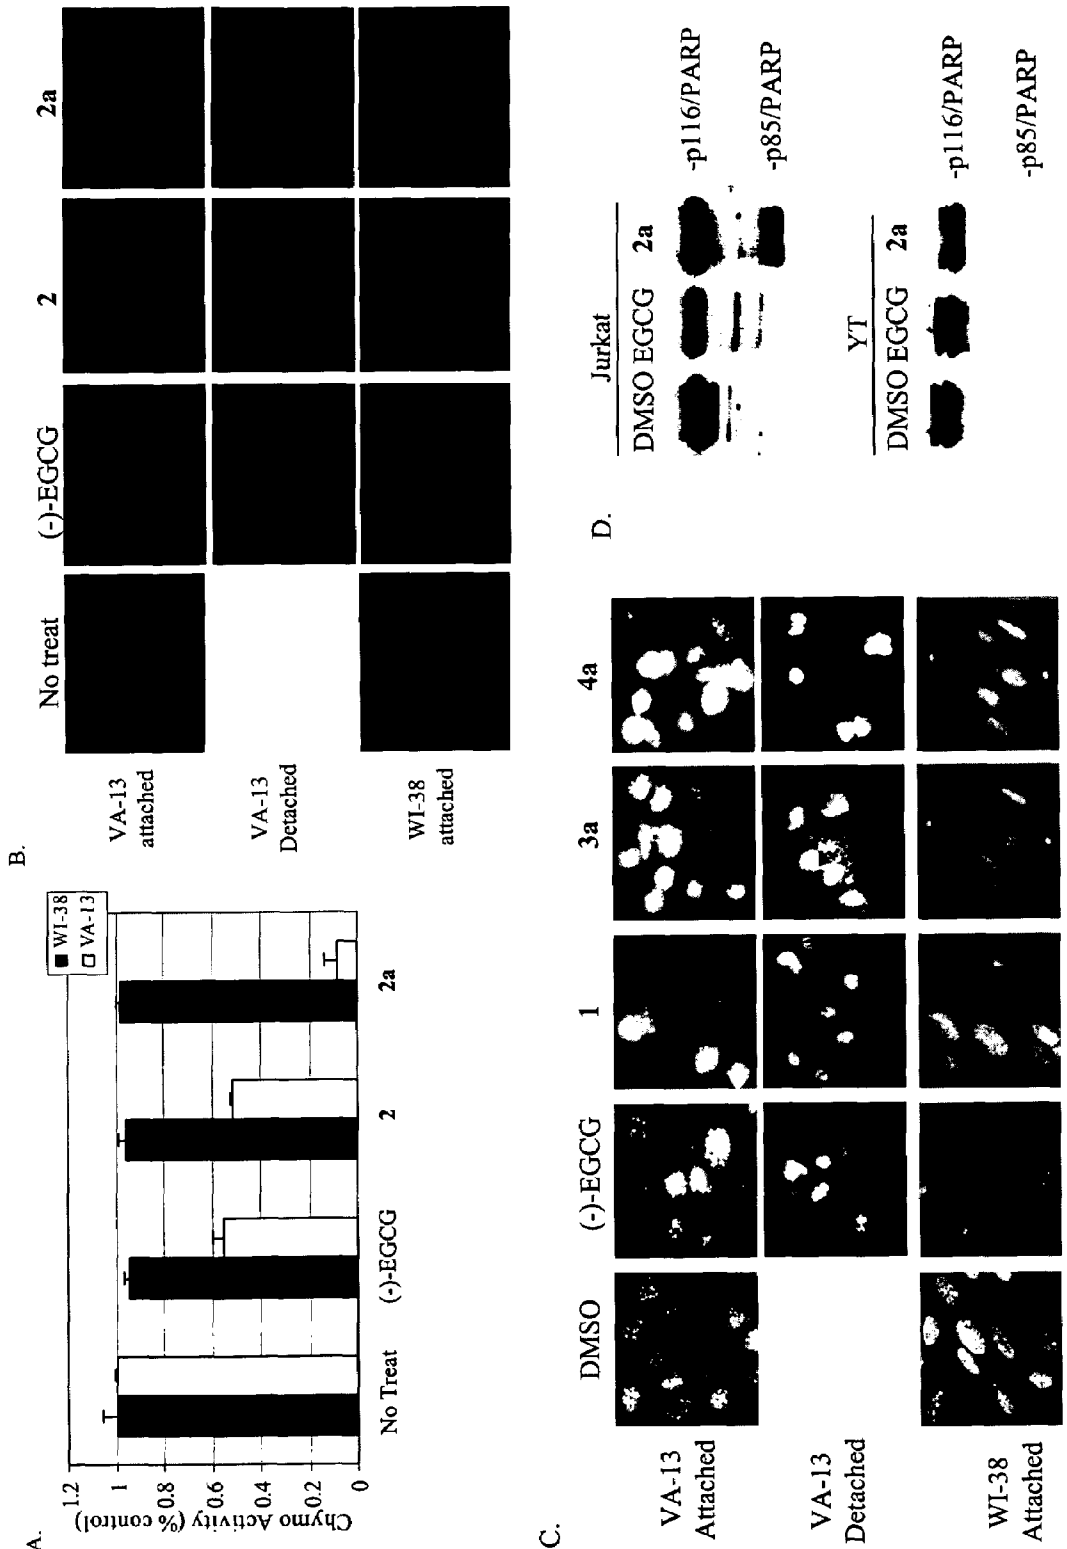 A.
Chymo Activity (% control)
1.2
1
0.8
0.6
0.4
0.2
0
No Treat
(-)-EGCG
2
2a
WI-38
VA-13
B.
No treat
(-)-EGCG
2
2a
VA-13
attached
VA-13
Detached
WI-38
attached
C.
DMSO
(-)-EGCG
1
3a
4a
VA-13
Attached
VA-13
Detached
WI-38
Attached
D.
Jurkat
DMSO EGCG 2a
-p116/PARP
-p85/PARP
YT
DMSO EGCG 2a
-p116/PARP
-p85/PARP